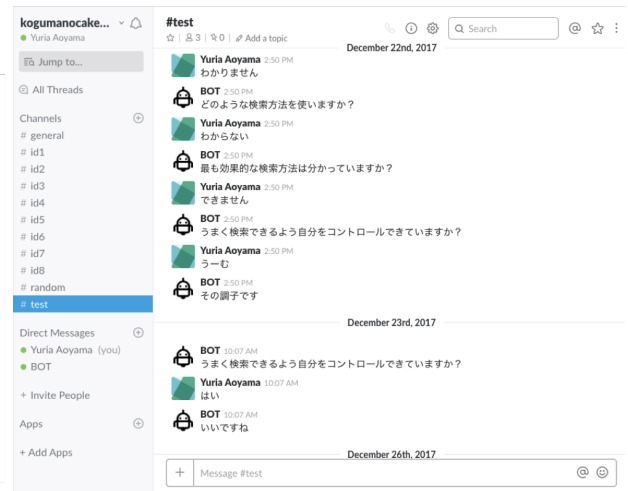 kogumanocake...
Yuria Aoyama
Jump to...
All Threads
Channels
# general
# id1
# id2
# id3
# id4
# id5
# id6
# id7
# id8
# random
# test
Direct Messages
Yuria Aoyama (you)
BOT
+ Invite People
Apps
+ Add Apps
#test
3 | 0 | Add a topic
Search
December 22nd, 2017
Yuria Aoyama 2:50 PM
わかりません
BOT 2:50 PM
どのような検索方法を使いますか？
Yuria Aoyama 2:50 PM
わからない
BOT 2:50 PM
最も効果的な検索方法は分かっていますか？
Yuria Aoyama 2:50 PM
できません
BOT 2:50 PM
うまく検索できるよう自分をコントロールできていますか？
Yuria Aoyama 2:50 PM
うーむ
BOT 2:50 PM
その調子です
December 23rd, 2017
BOT 10:07 AM
うまく検索できるよう自分をコントロールできていますか？
Yuria Aoyama 10:07 AM
はい
BOT 10:07 AM
いいですね
December 26th, 2017
Message #test